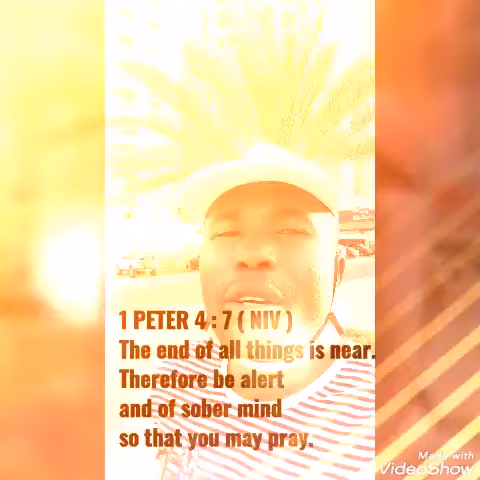 1 PETER 4 : 7 ( NIV )
The end of all things is near.
Therefore be alert
and of sober mind
so that you may pray.
Made with
VideoShow